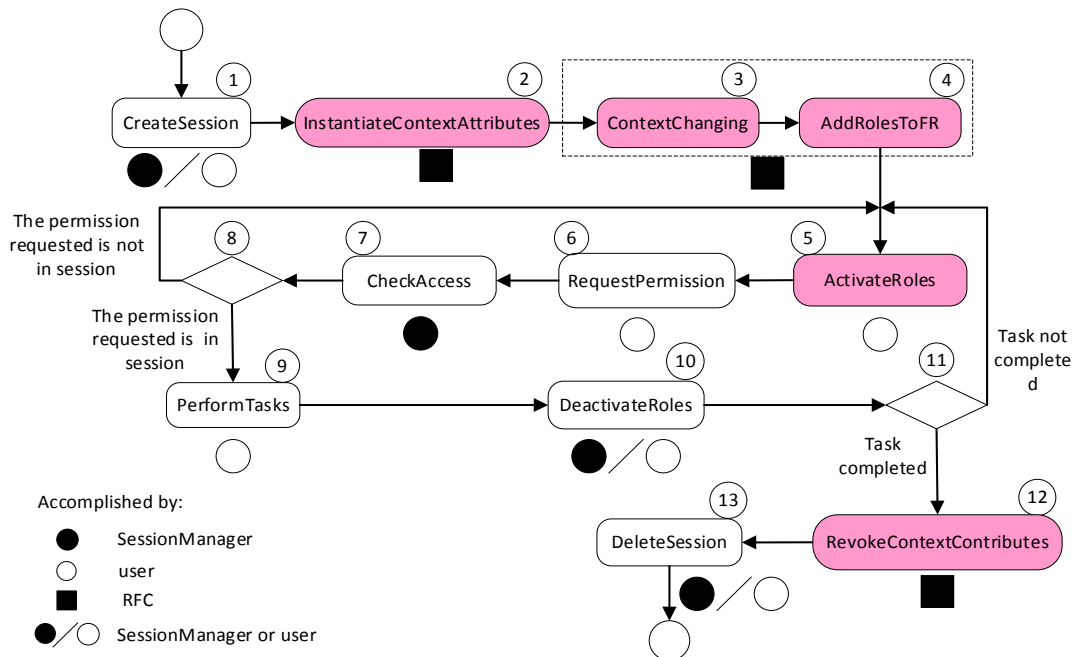 1
2
3
4
CreateSession
InstantiateContextAttributes
ContextChanging
AddRolesToFR
The permission
requested is not
in session
8
7
6
5
CheckAccess
RequestPermission
ActivateRoles
The permission
requested is in
session
9
10
11
Task not
complete
d
PerformTasks
DeactivateRoles
Task
completed
Accomplished by:
SessionManager
user
RFC
SessionManager or user
13
12
DeleteSession
RevokeContextContributes